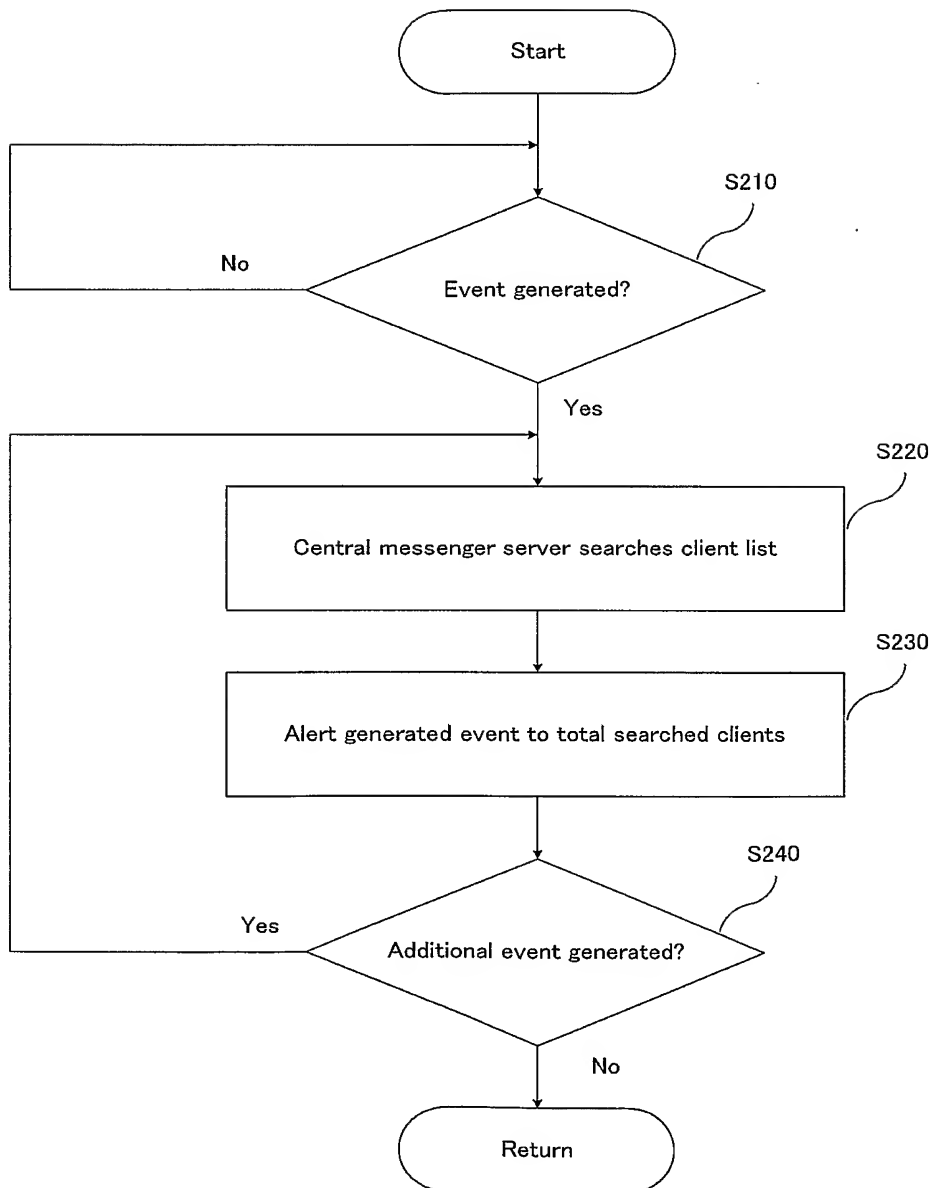 Start
S210
No
Event generated?
Yes
S220
Central messenger server searches client list
S230
Alert generated event to total searched clients
S240
Yes
Additional event generated?
No
Return